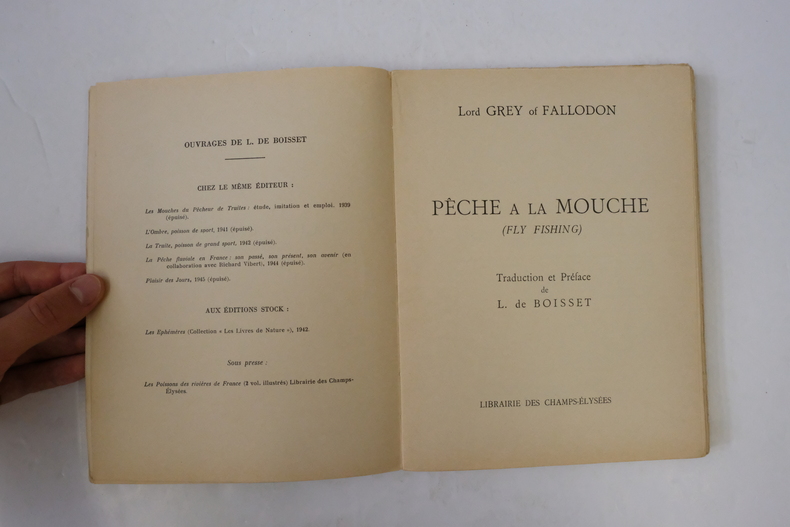 OUVRAGES DE L. DE BOISSET
CHEZ LE MÊME ÉDITEUR :
Les Mouches du Pêcheur de Truites : étude, imitation et emploi. 1939
(épuisé).
L'Ombre, poisson de sport, 1941 (épuisé).
La Truite, poisson de grand sport, 1942 (épuisé).
La Pêche fluviale en France : son passé, son présent, son avenir (en
collaboration avec Richard Vibert), 1944 (épuisé).
Plaisir des Jours, 1945 (épuisé).
AUX ÉDITIONS STOCK :
Les Ephémères (Collection « Les Livres de Nature »), 1942.
Sous presse :
Les Poissons des rivières de France (2 vol. illustrés) Librairie des Champs-
Élysées.
Lord GREY of FALLODON
PÊCHE A LA MOUCHE
(FLY FISHING)
Traduction et Préface
de
L. de BOISSET
LIBRAIRIE DES CHAMPS-ÉLYSÉES